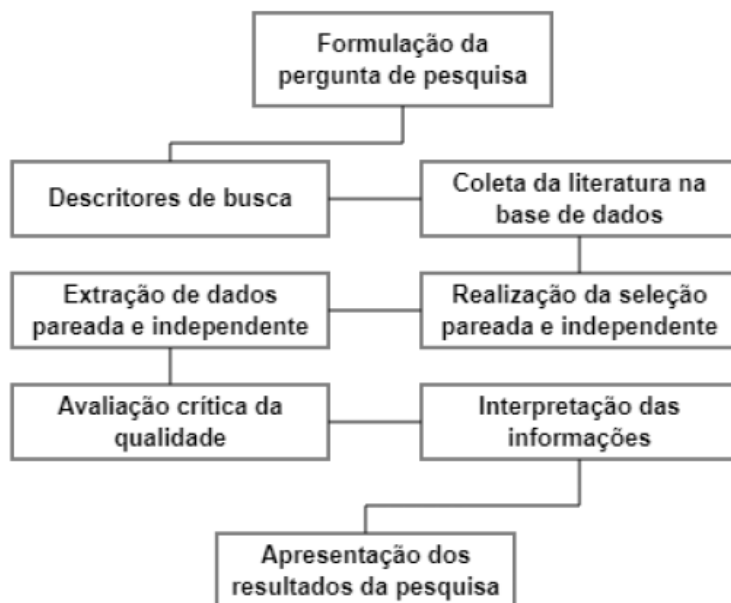 Formulação da
pergunta de pesquisa
Descritores de busca
Coleta da literatura na
base de dados
Realização da seleção
pareada e independente
Extração de dados
pareada e independente
Avaliação crítica da
qualidade
Interpretação das
informações
Apresentação dos
resultados da pesquisa